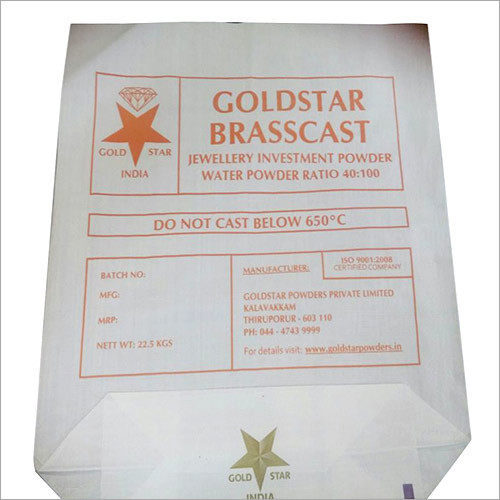 GOLD STAR
INDIA
GOLDSTAR
BRASSCAST
JEWELLERY INVESTMENT POWDER
WATER POWDER RATIO 40:100
DO NOT CAST BELOW 650°C
BATCH NO:
MFG:
MRP:
NETT WT: 22.5 KGS
MANUFACTURER:
ISO 9001:2008
CERTIFIED COMPANY
GOLDSTAR POWDERS PRIVATE LIMITED
KALAVAKKAM
THIRUPORUR - 603 110
PH: 044 - 4743 9999
For details visit: www.goldstarpowders.in
GOLD STAR
INDIA